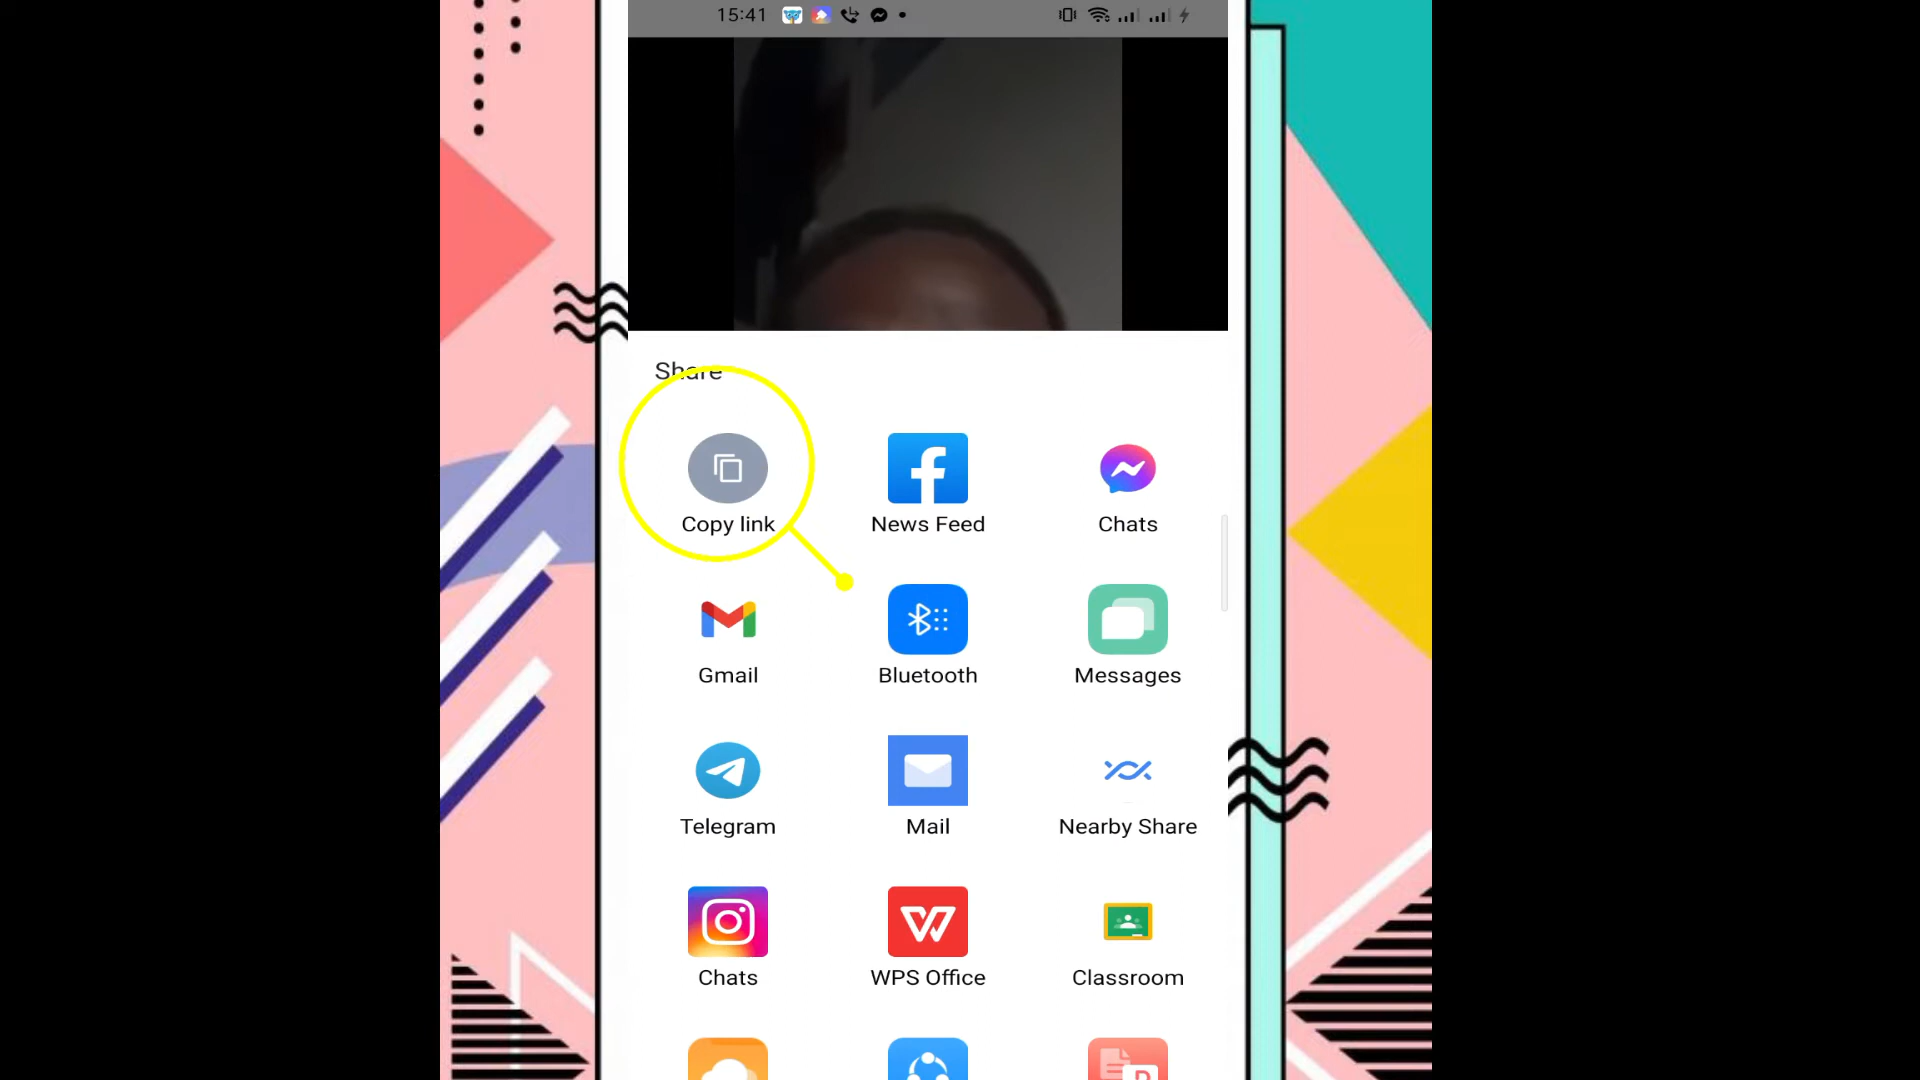 15:41
Share
Copy link
News Feed
Chats
Gmail
Bluetooth
Messages
Telegram
Mail
Nearby Share
Chats
WPS Office
Classroom